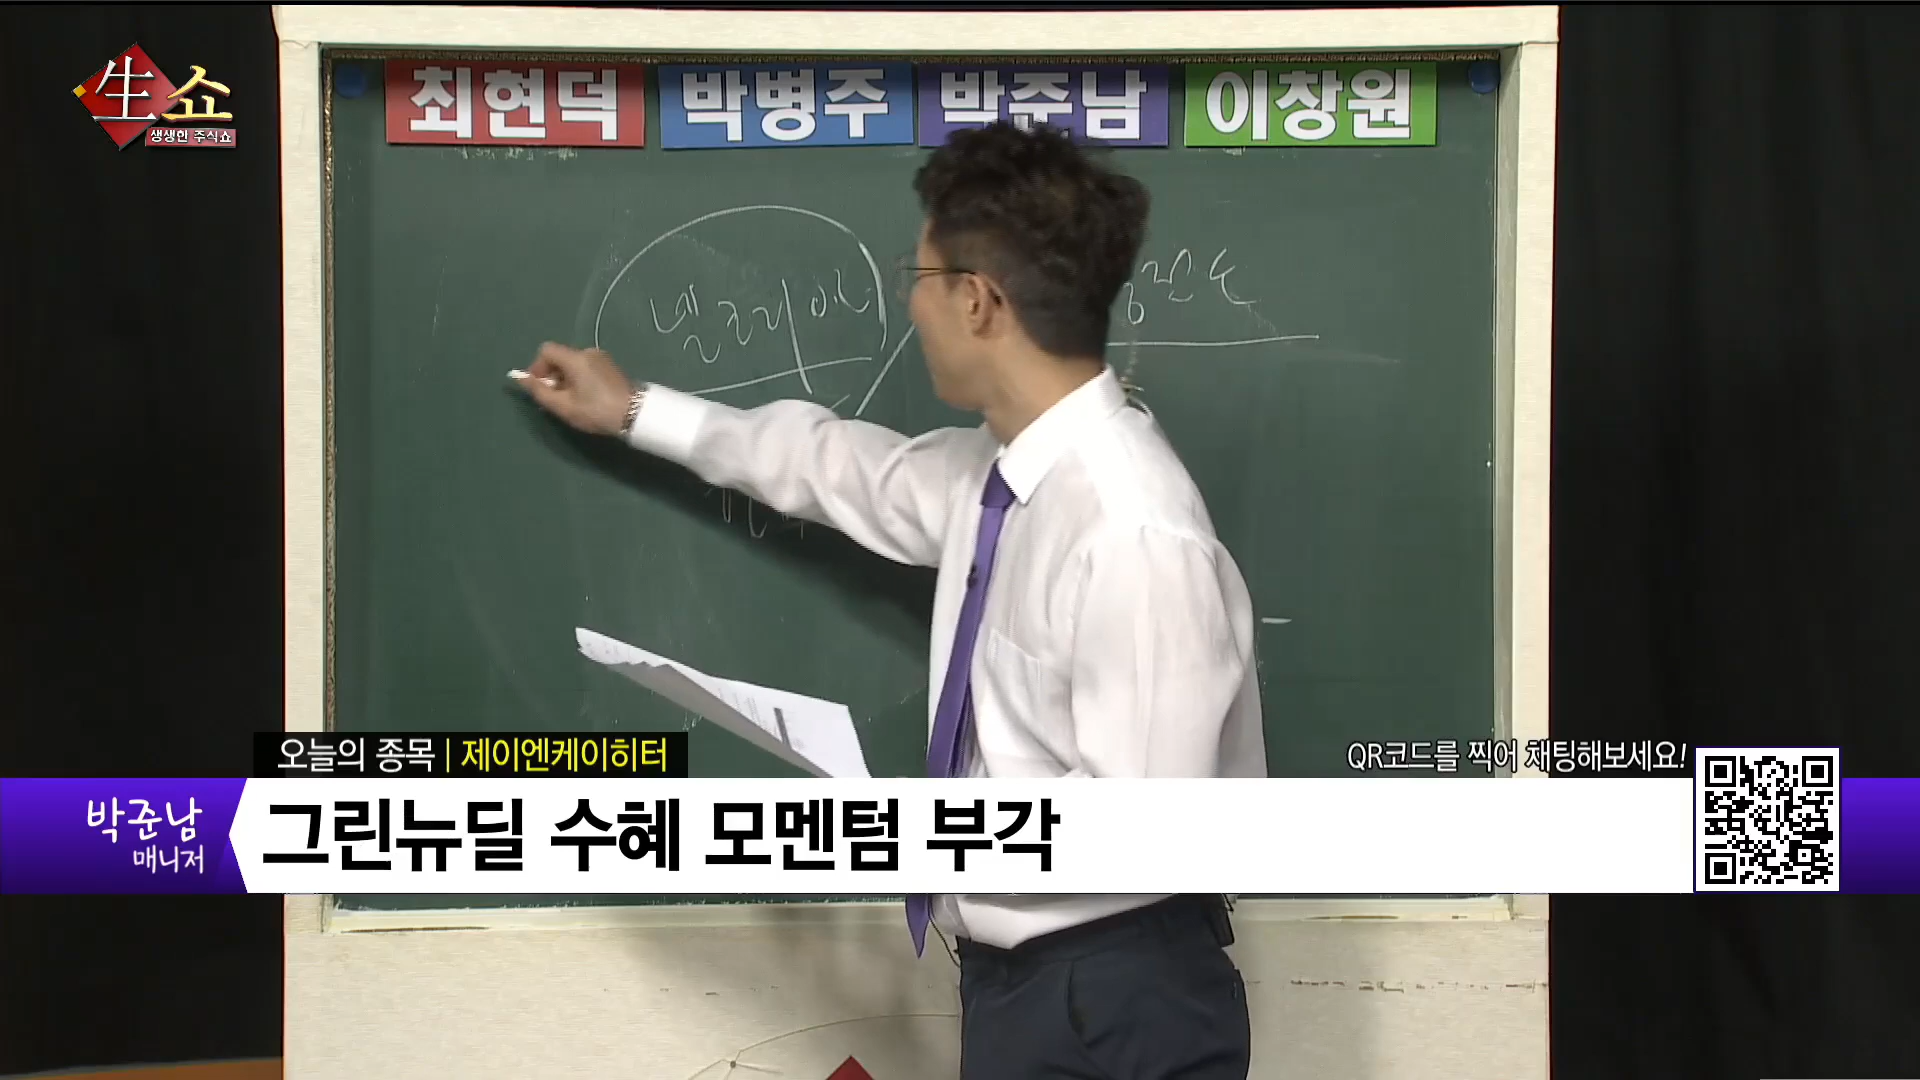 生쇼
생생한 주식쇼
최현덕 박병주 박준남 이창원
오늘의 종목 | 제이엔케이히터
QR코드를 찍어 채팅해보세요!
박준남
매니저
그린뉴딜 수혜 모멘텀 부각